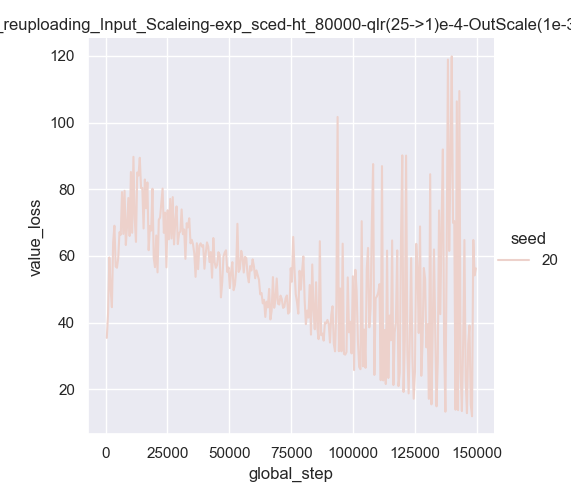 _reuploading_Input_Scaleing-exp_sced-ht_80000-qlr(25->1)e-4-OutScale(1e-3
120
100
80
60
40
20
value_loss
0 25000 50000 75000 100000 125000 150000
global_step
seed
20